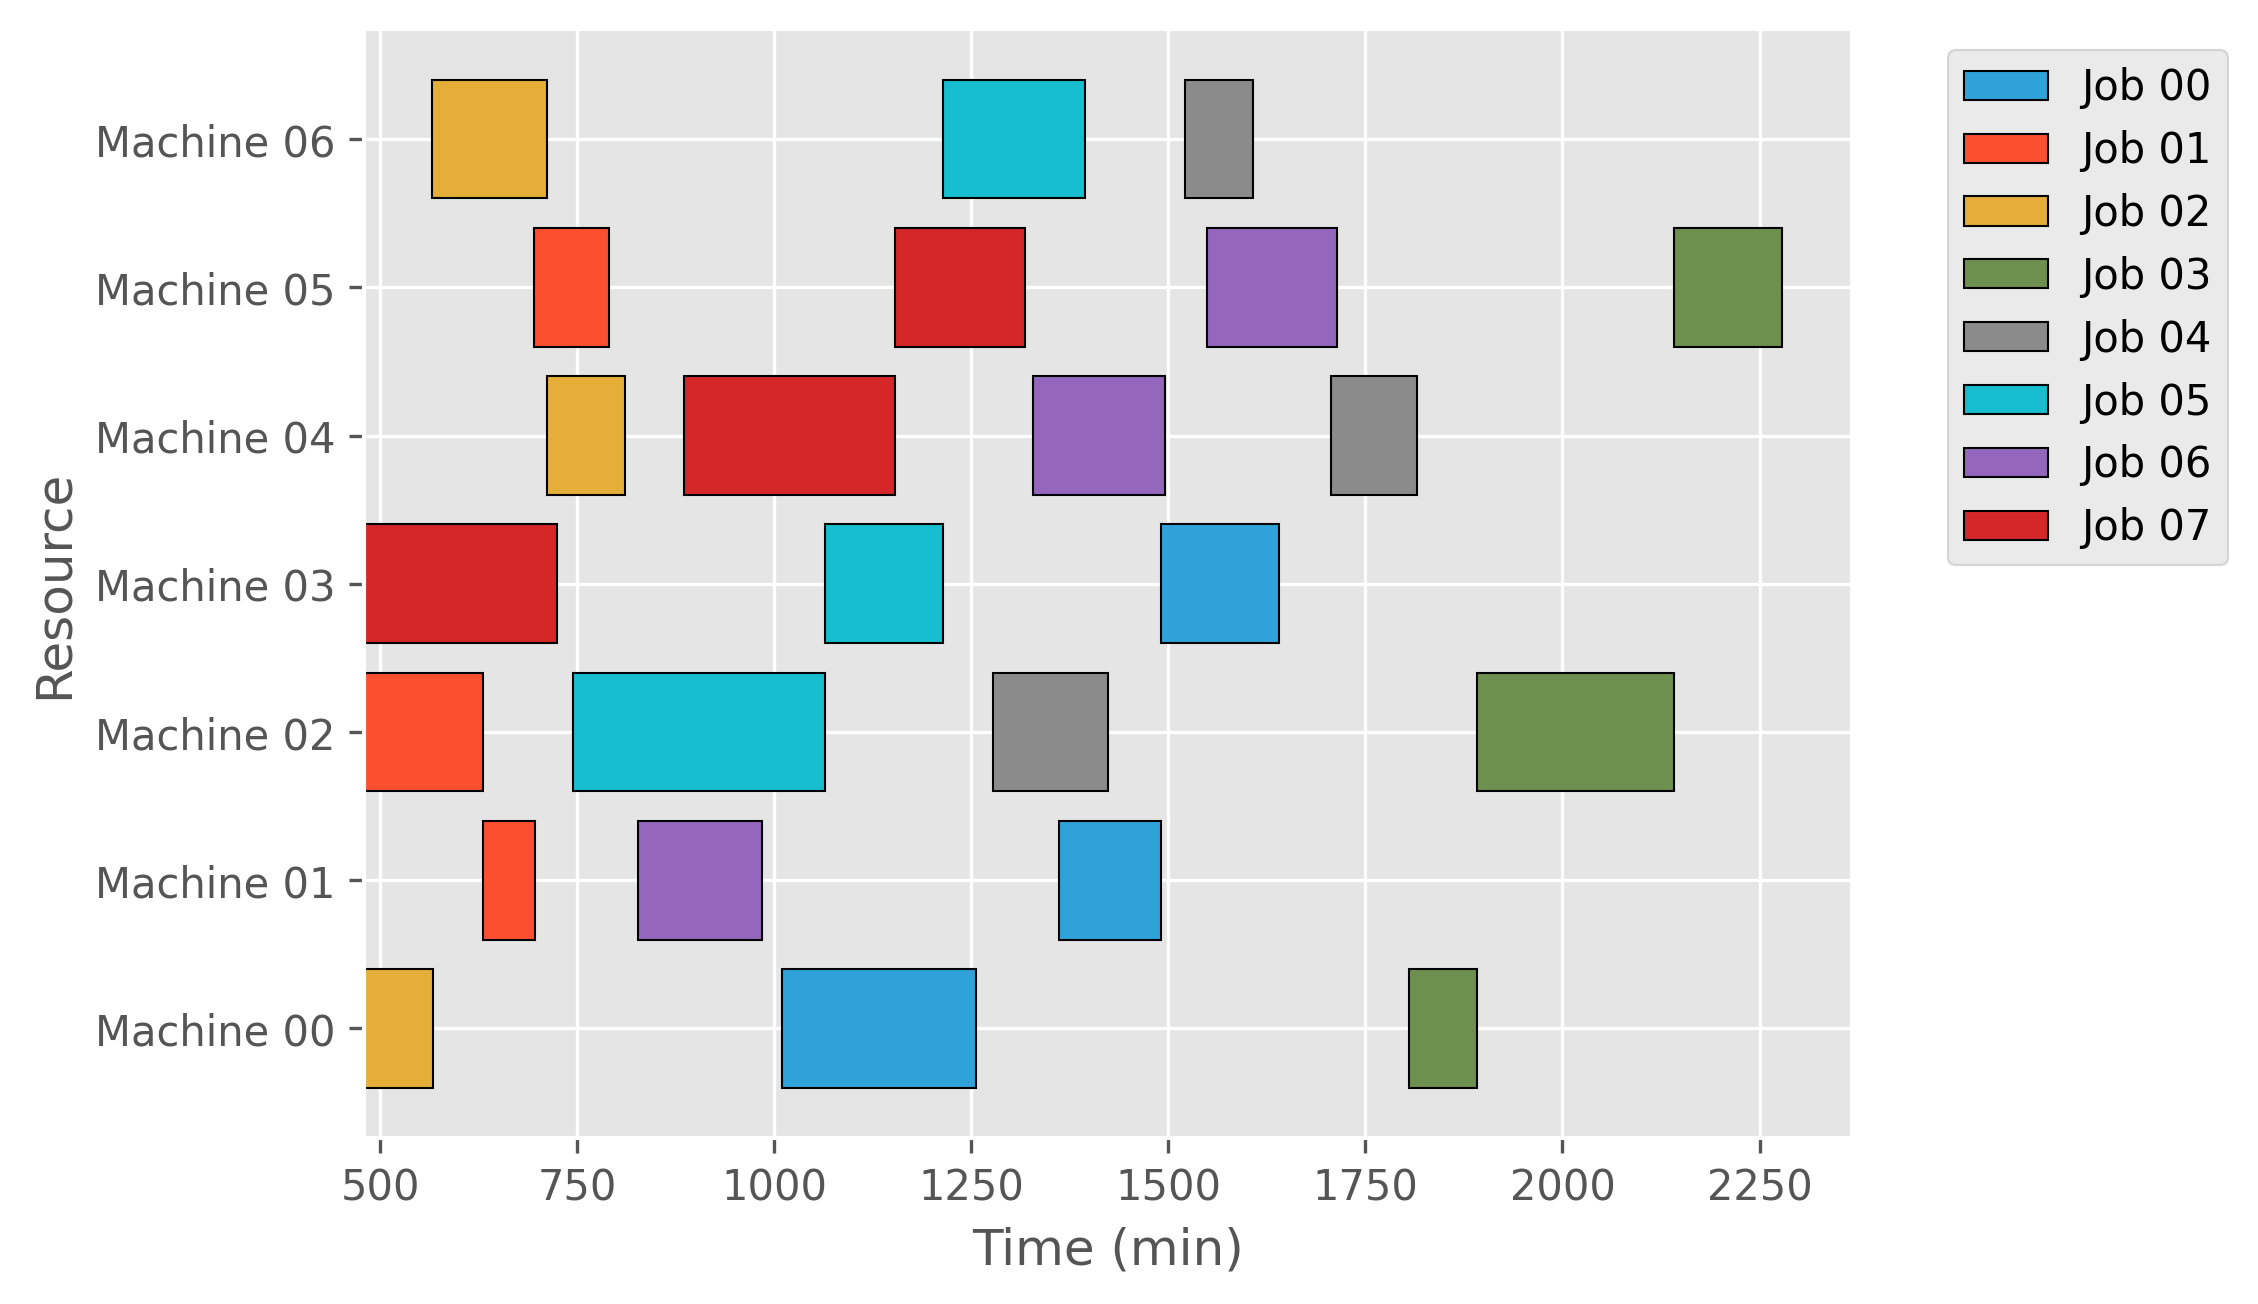 Machine 06
Machine 05
Machine 04
Machine 03
Machine 02
Machine 01
Machine 00
Resource
500 750 1000 1250 1500 1750 2000 2250
Time (min)
Job 00
Job 01
Job 02
Job 03
Job 04
Job 05
Job 06
Job 07